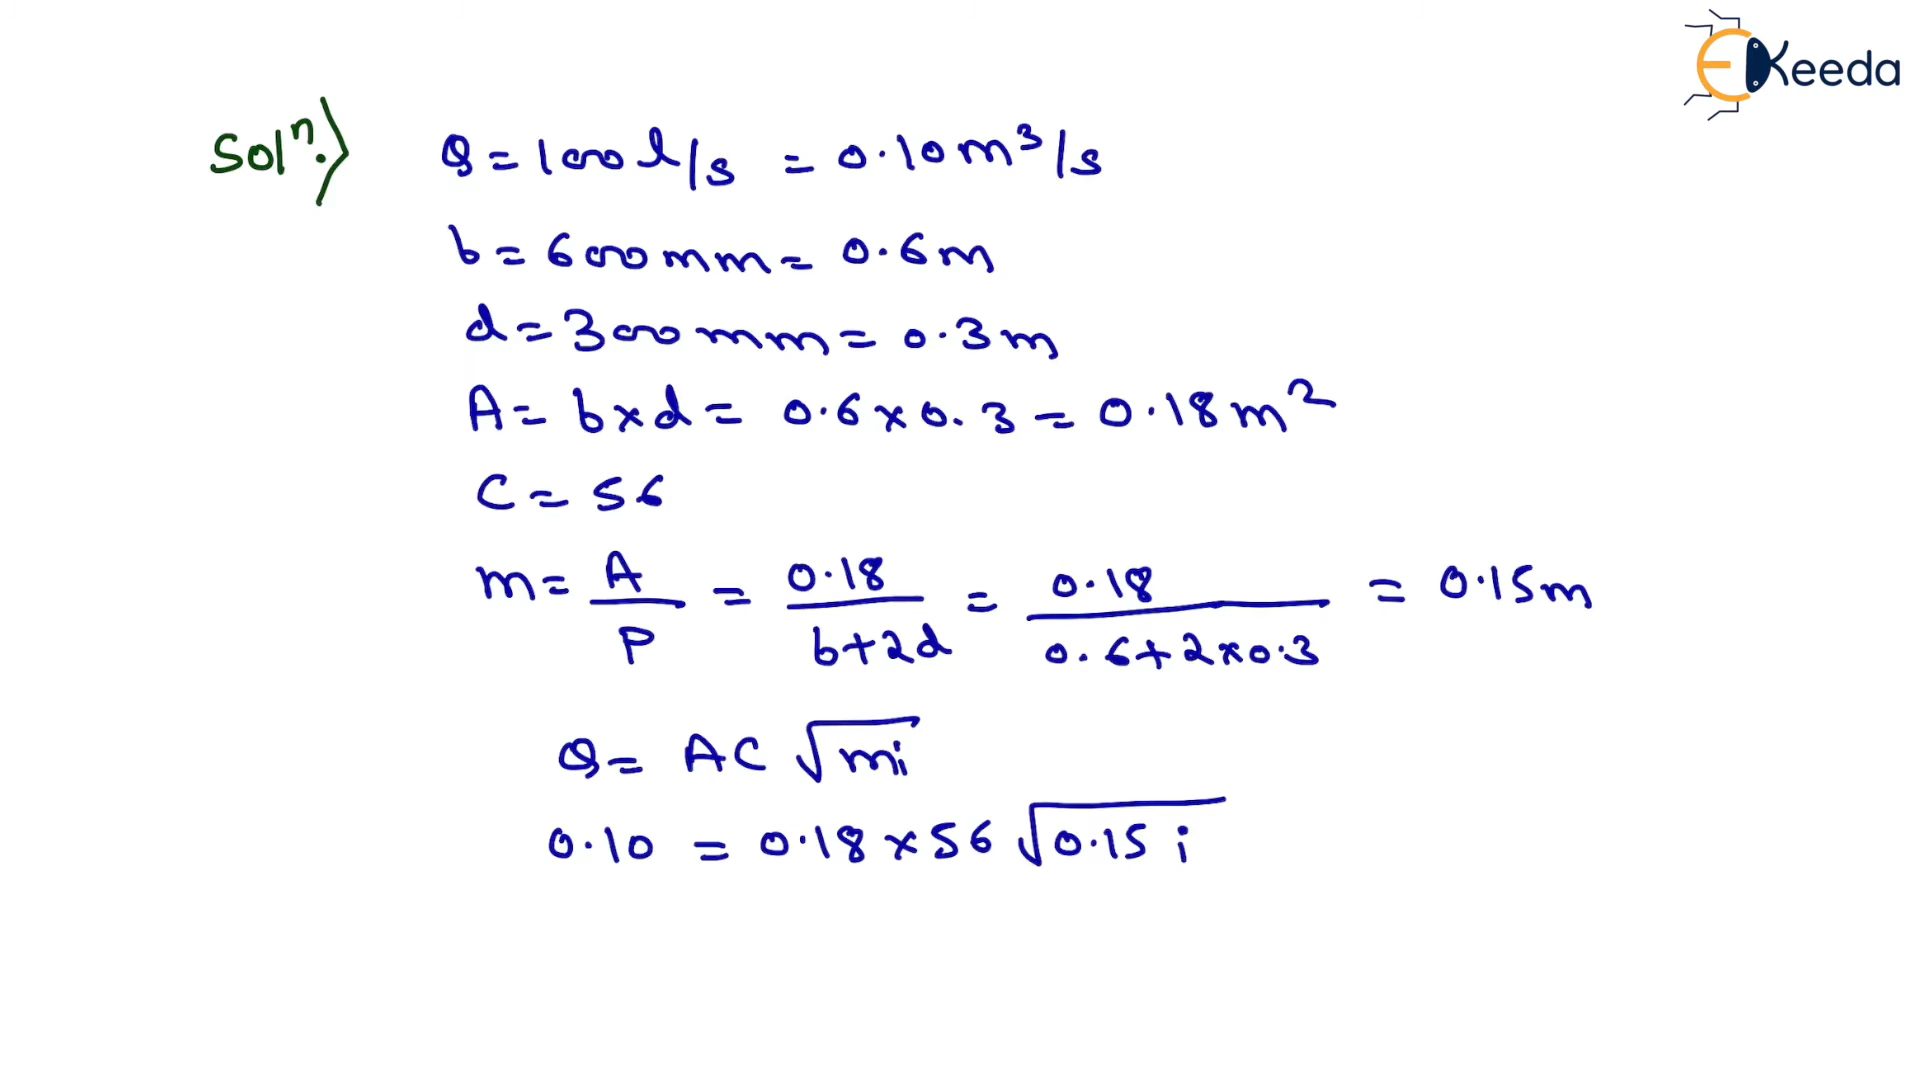 EKeeda
Solⁿ.)
Q = 100 l/s = 0.10 m³/s
b = 600 mm = 0.6 m
d = 300 mm = 0.3 m
A = b × d = 0.6 × 0.3 = 0.18 m²
C = 56
m = A/P = 0.18/(b+2d) = 0.18/(0.6+2×0.3) = 0.15 m
Q = AC √(mi)
0.10 = 0.18 × 56 √(0.15 i)